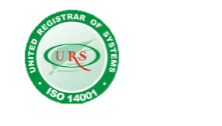 UNITED REGISTRAR OF SYSTEMS
URS
ISO 14001